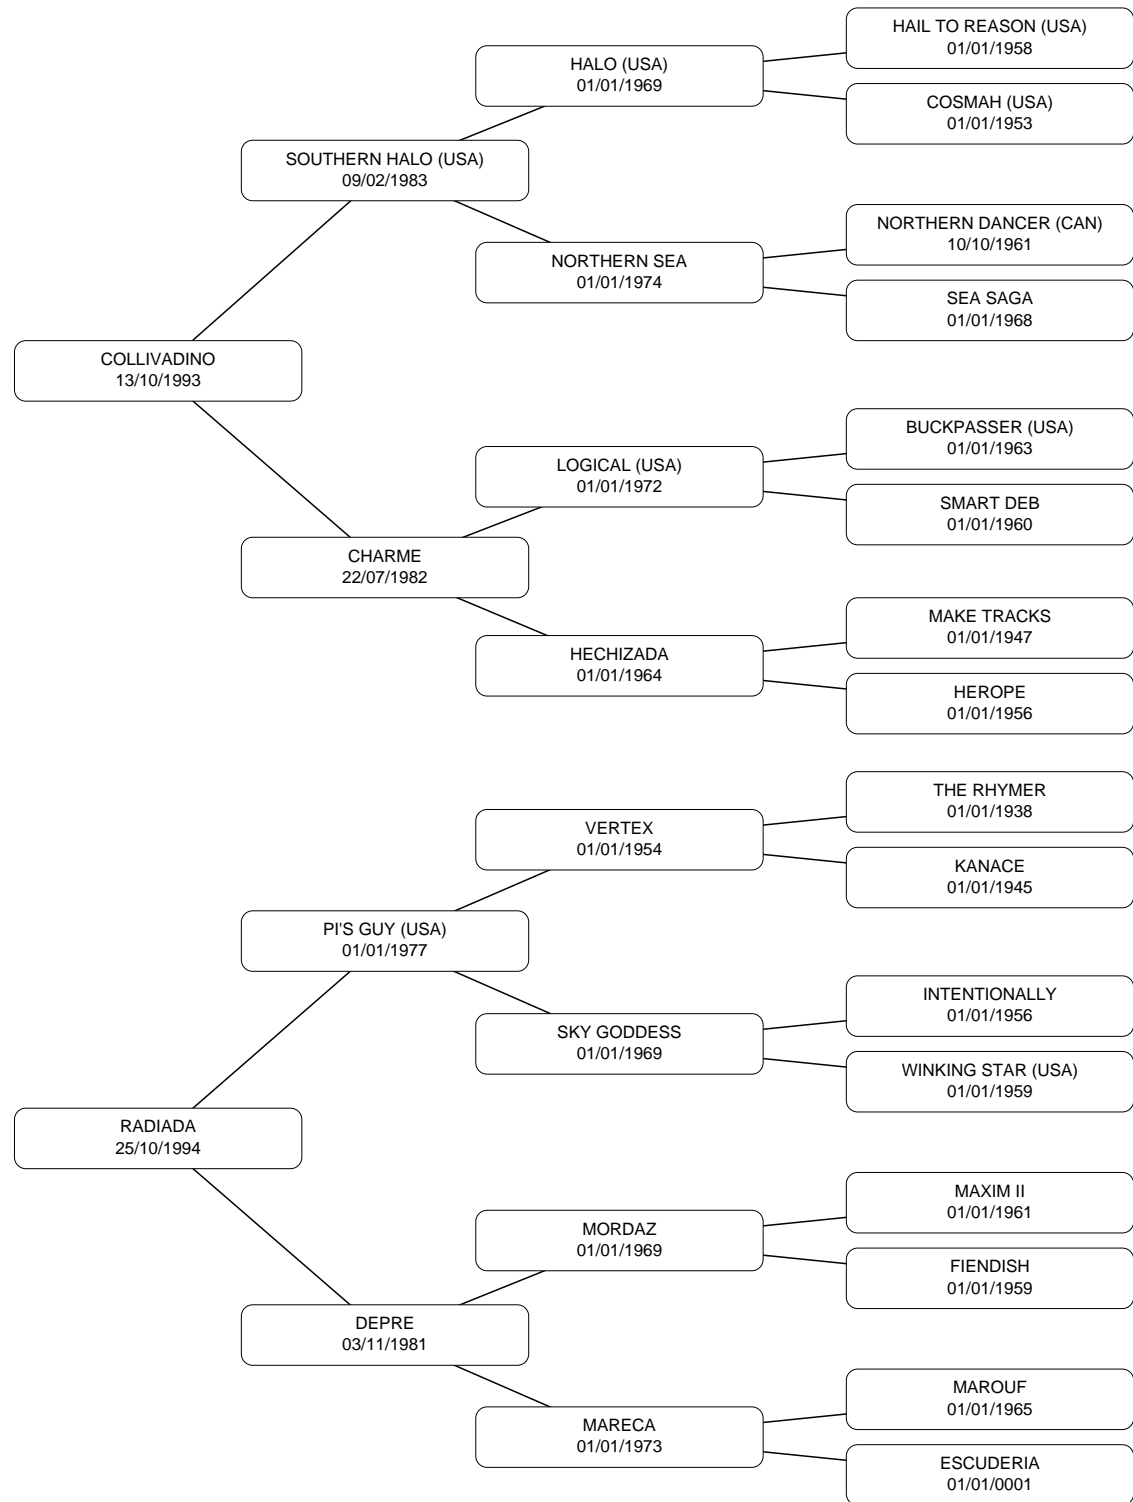 HAIL TO REASON (USA)
01/01/1958
HALO (USA)
01/01/1969
COSMAH (USA)
01/01/1953
SOUTHERN HALO (USA)
09/02/1983
NORTHERN DANCER (CAN)
10/10/1961
NORTHERN SEA
01/01/1974
SEA SAGA
01/01/1968
COLLIVADINO
13/10/1993
BUCKPASSER (USA)
01/01/1963
LOGICAL (USA)
01/01/1972
SMART DEB
01/01/1960
CHARME
22/07/1982
MAKE TRACKS
01/01/1947
HECHIZADA
01/01/1964
HEROPE
01/01/1956
THE RHYMER
01/01/1938
VERTEX
01/01/1954
KANACE
01/01/1945
PI'S GUY (USA)
01/01/1977
INTENTIONALLY
01/01/1956
SKY GODDESS
01/01/1969
WINKING STAR (USA)
01/01/1959
RADIADA
25/10/1994
MAXIM II
01/01/1961
MORDAZ
01/01/1969
FIENDISH
01/01/1959
DEPRE
03/11/1981
MAROUF
01/01/1965
MARECA
01/01/1973
ESCUDERIA
01/01/0001